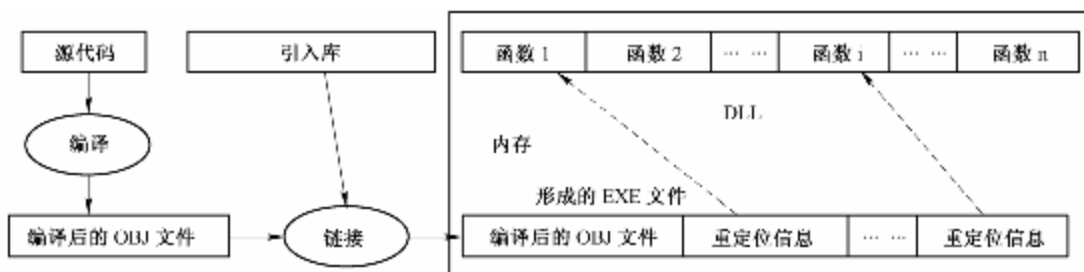 源代码
引入库
函数 1
函数 2
… …
函数 i
… …
函数 n
DLL
编译
内存
形成的 EXE 文件
编译后的 OBJ 文件
链接
编译后的 OBJ 文件
重定位信息
… …
重定位信息